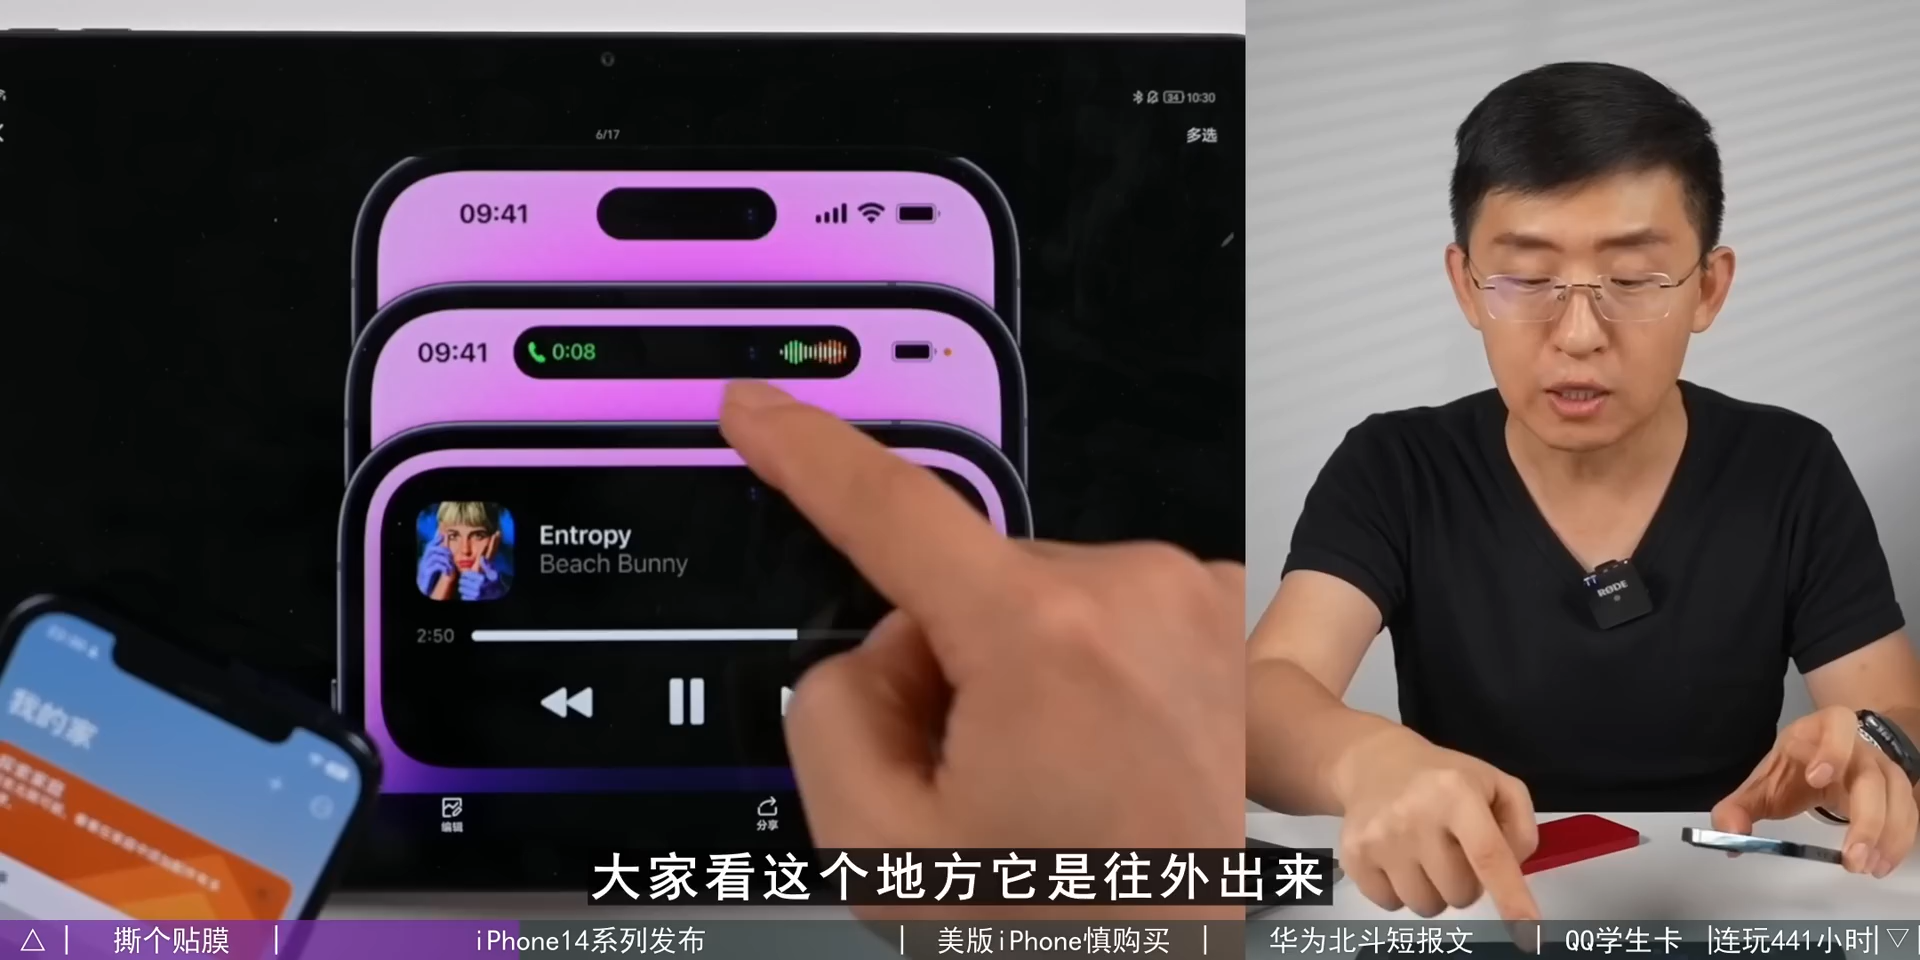 34 10:30
6/17
多选
09:41
09:41 0:08
Entropy
Beach Bunny
2:50
我的家
编辑
分享
RØDE
大家看这个地方它是往外出来
△ | 撕个贴膜 | iPhone14系列发布 | 美版iPhone慎购买 | 华为北斗短报文 | QQ学生卡 |连玩441小时| ▽